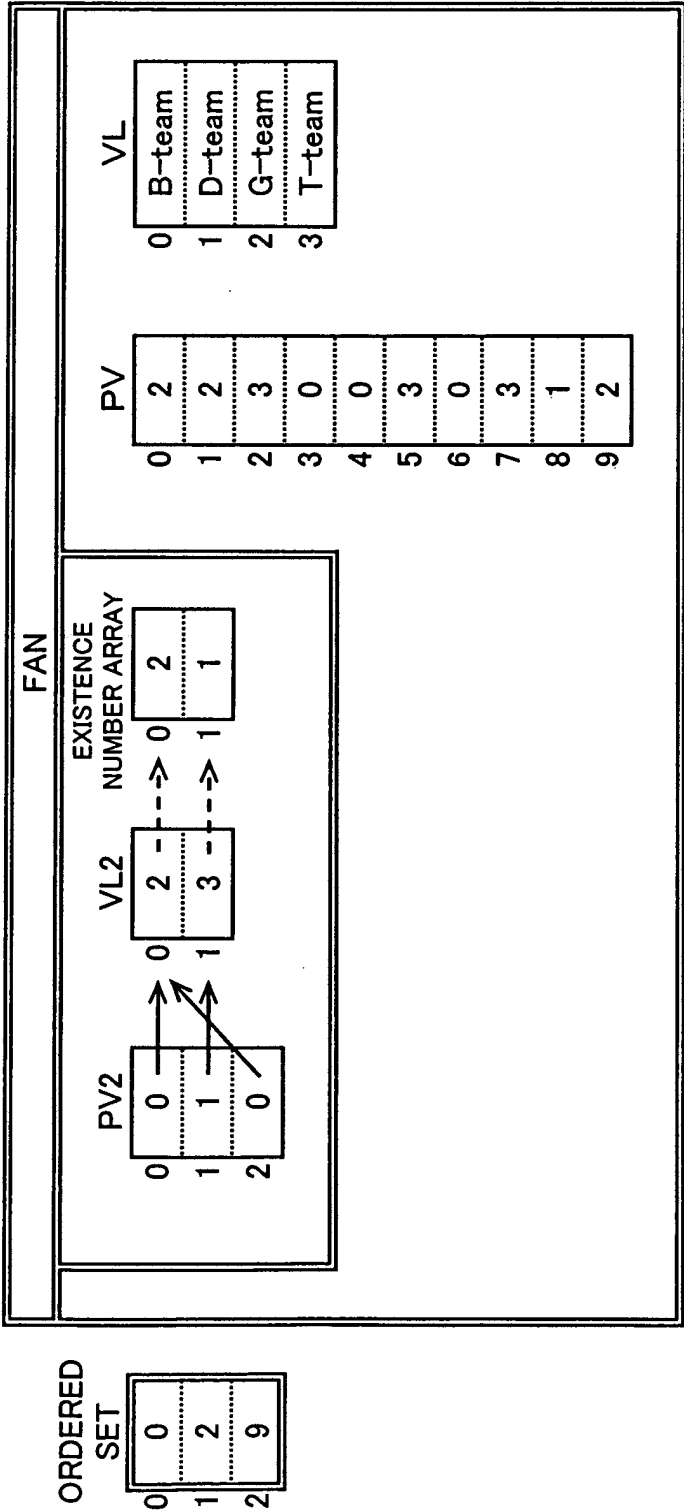 ORDERED
SET
0 0
1 2
2 9
FAN
PV2
0 0
1 1
2 0
VL2
0 2
1 3
EXISTENCE
NUMBER ARRAY
0 2
1 1
PV
0 2
1 2
2 3
3 0
4 0
5 3
6 0
7 3
8 1
9 2
VL
0 B-team
1 D-team
2 G-team
3 T-team